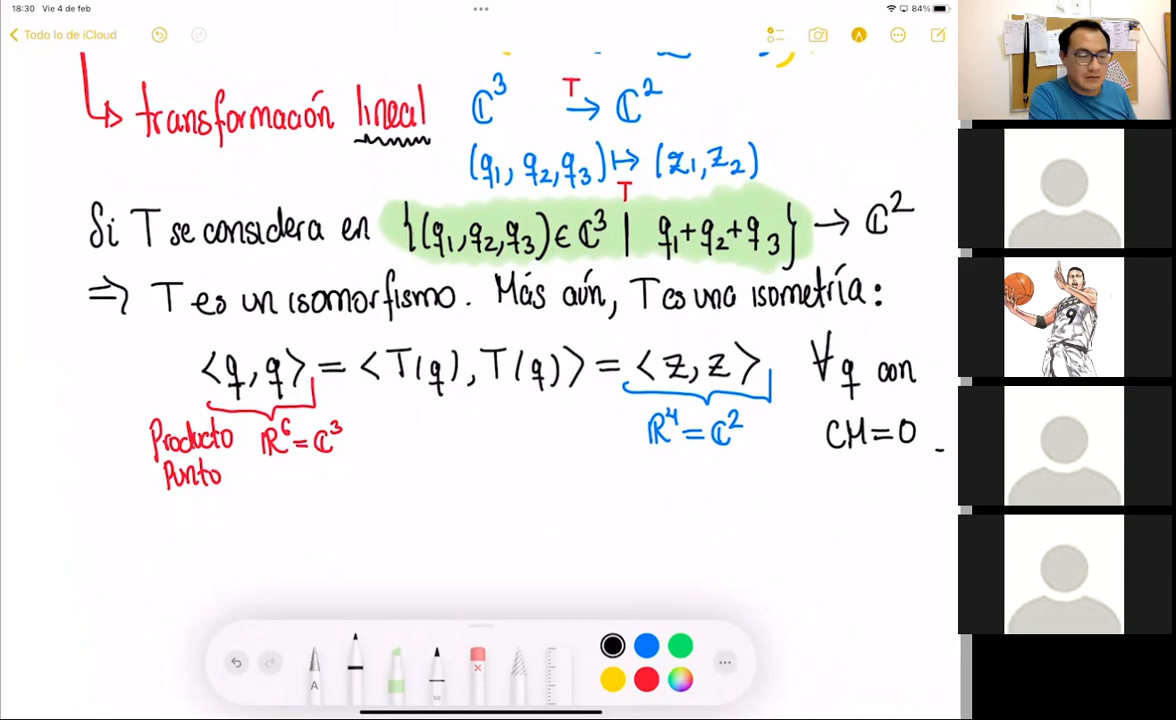 18:30 Vie 4 de feb
84%
Todo lo de iCloud
transformación lineal
ℂ³ T→ ℂ²
(q₁, q₂, q₃) ↦ (z₁, z₂)
T
Si T se considera en {(q₁,q₂,q₃) ∈ ℂ³ | q₁+q₂+q₃} → ℂ²
⇒ T es un isomorfismo. Más aún, T es una isometría:
⟨q,q⟩ = ⟨T(q), T(q)⟩ = ⟨z, z⟩ ∀q con
CM=0
Producto ℝ⁶=ℂ³
Punto
ℝ⁴=ℂ²
A
9